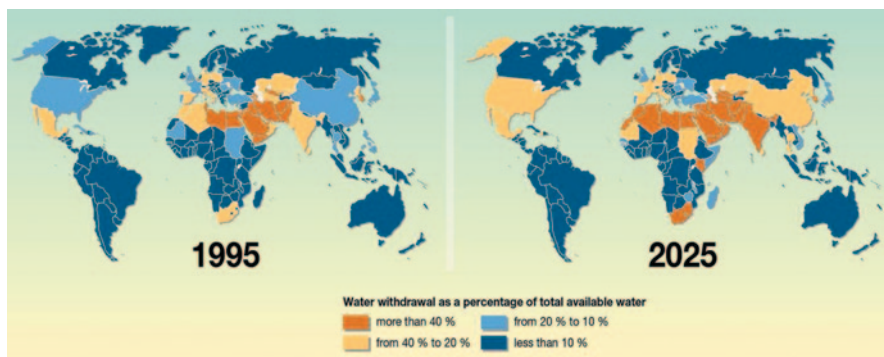 1995
2025
Water withdrawal as a percentage of total available water
more than 40 %
from 20 % to 10 %
from 40 % to 20 %
less than 10 %